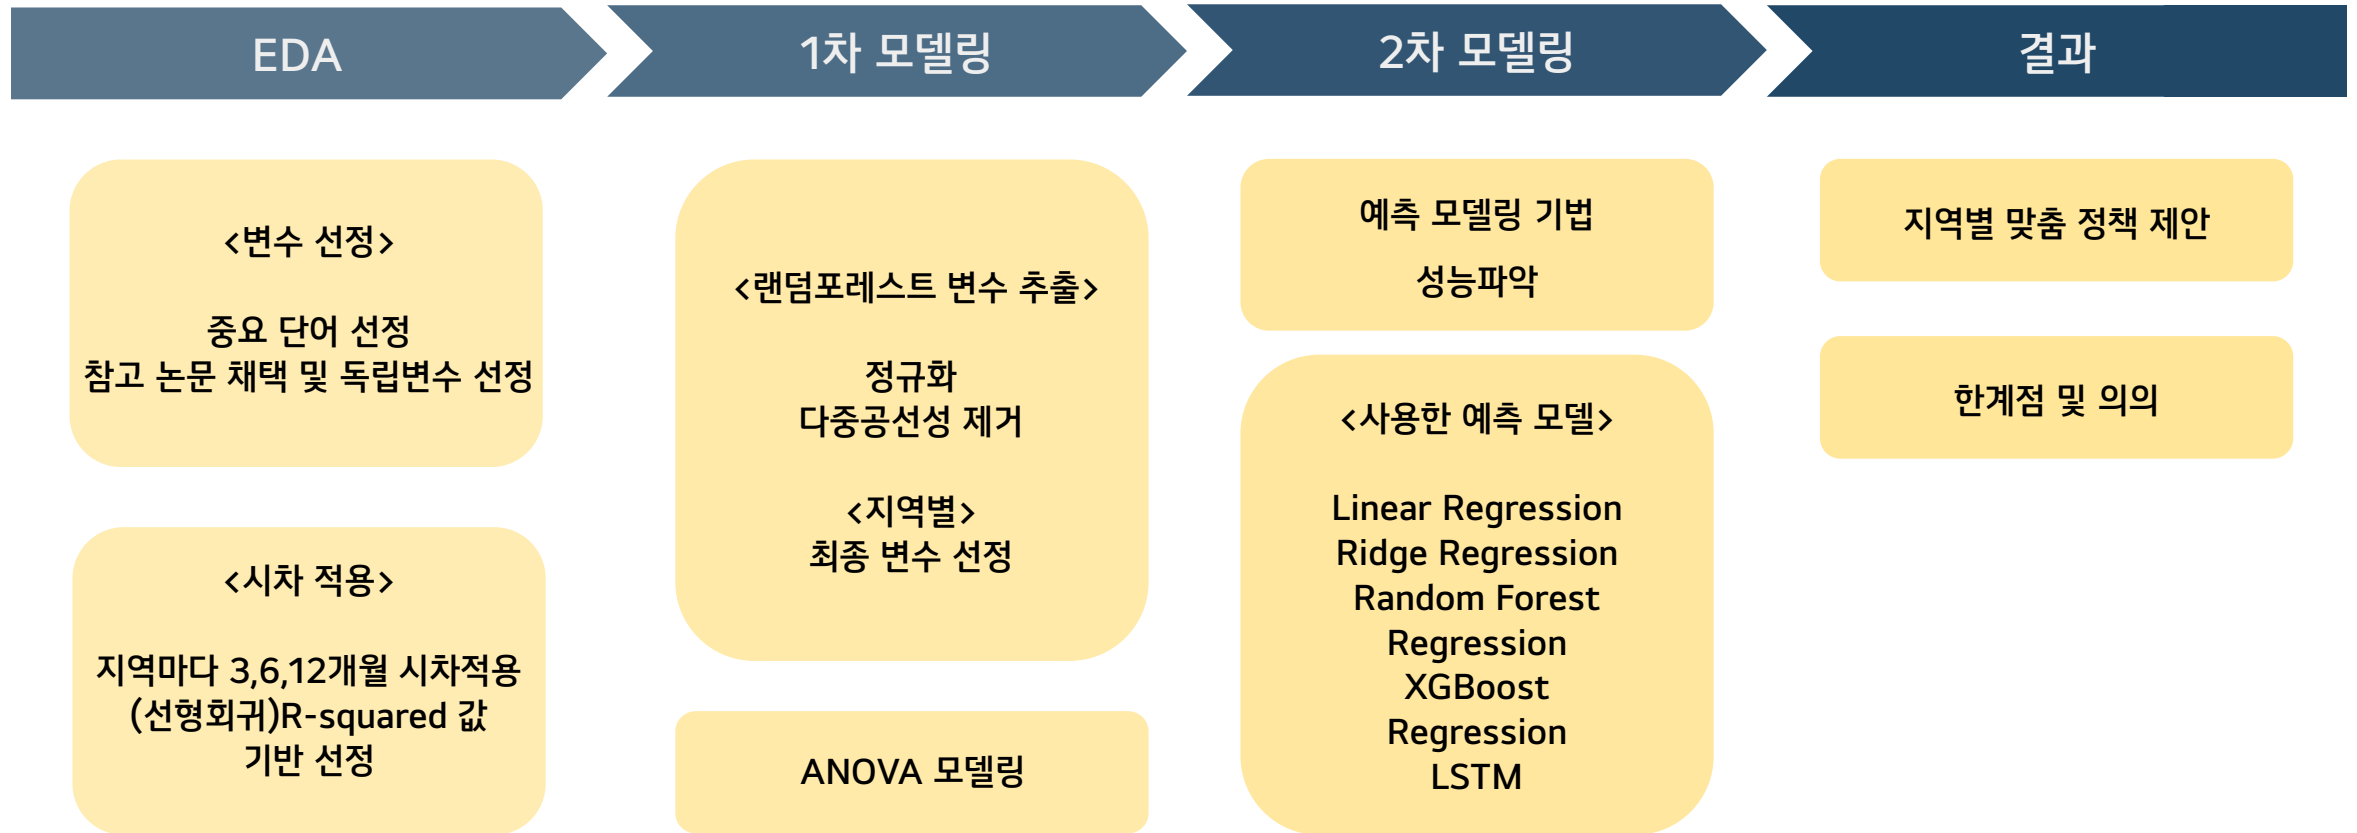 EDA
1차 모델링
2차 모델링
결과
<변수 선정>
중요 단어 선정
참고 논문 채택 및 독립변수 선정
<시차 적용>
지역마다 3,6,12개월 시차적용
(선형회귀)R-squared 값
기반 선정
<랜덤포레스트 변수 추출>
정규화
다중공선성 제거
<지역별>
최종 변수 선정
ANOVA 모델링
예측 모델링 기법
성능파악
<사용한 예측 모델>
Linear Regression
Ridge Regression
Random Forest
Regression
XGBoost
Regression
LSTM
지역별 맞춤 정책 제안
한계점 및 의의